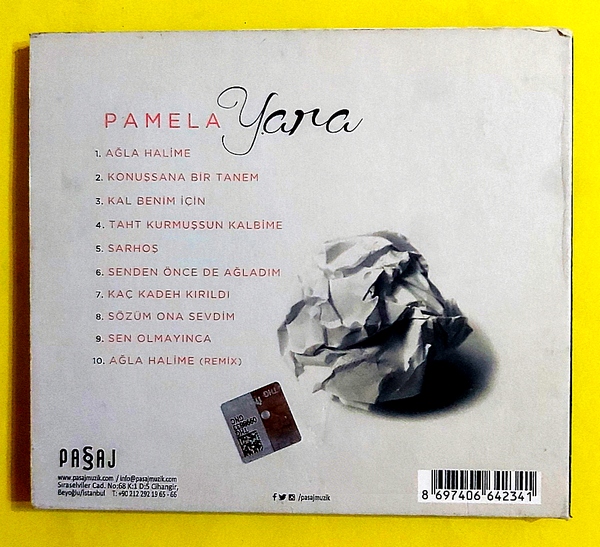 PAMELA Yara
1. AĞLA HALİME
2. KONUŞSANA BİR TANEM
3. KAL BENİM İÇİN
4. TAHT KURMUŞSUN KALBİME
5. SARHOŞ
6. SENDEN ÖNCE DE AĞLADIM
7. KAÇ KADEH KIRILDI
8. SÖZÜM ONA SEVDİM
9. SEN OLMAYINCA
10. AĞLA HALİME (REMIX)
PASAJ
www.pasajmuzik.com / info@pasajmuzik.com
Sıraselviler Cad. No:68 K:1 D:5 Cihangir,
Beyoğlu/İstanbul T: +90 212 292 19 65 - 66
/pasajmuzik
8 697406 642341